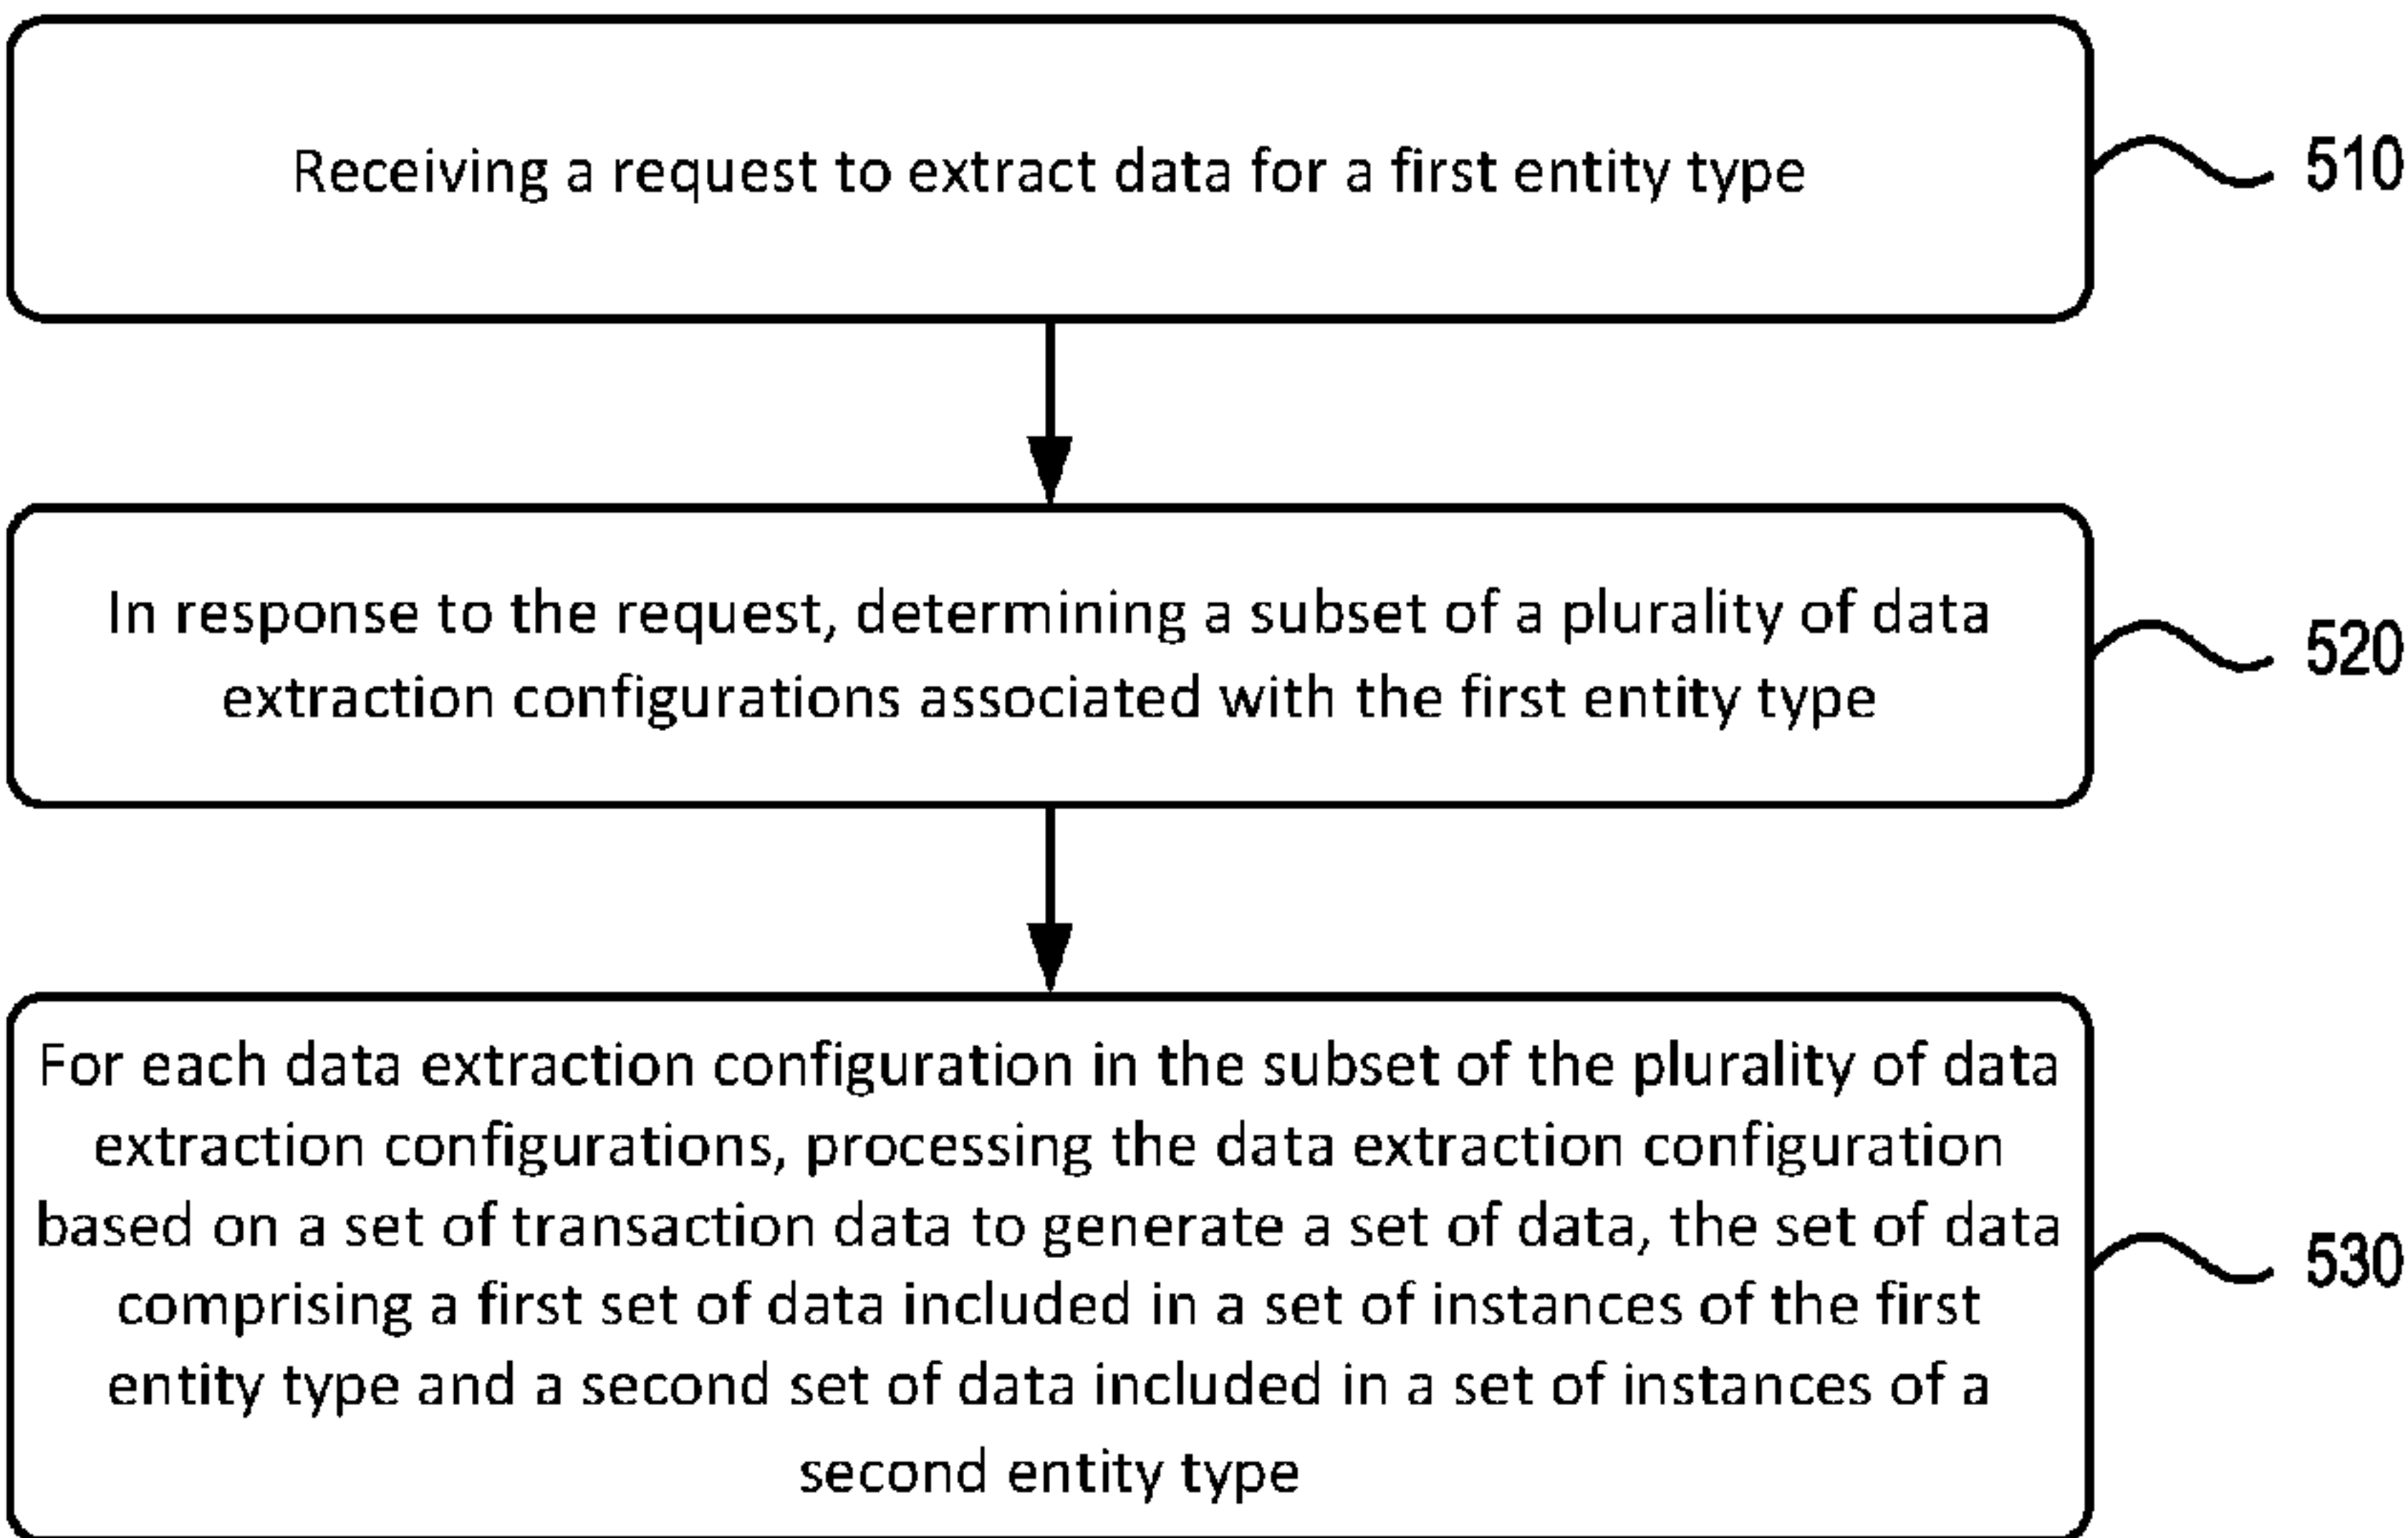 Receiving a request to extract data for a first entity type
510
In response to the request, determining a subset of a plurality of data
extraction configurations associated with the first entity type
520
For each data extraction configuration in the subset of the plurality of data
extraction configurations, processing the data extraction configuration
based on a set of transaction data to generate a set of data, the set of data
comprising a first set of data included in a set of instances of the first
entity type and a second set of data included in a set of instances of a
second entity type
530